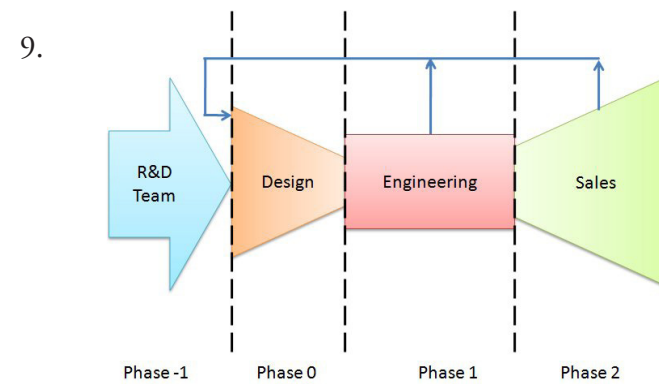 9.
R&D
Team
Design
Engineering
Sales
Phase -1
Phase 0
Phase 1
Phase 2